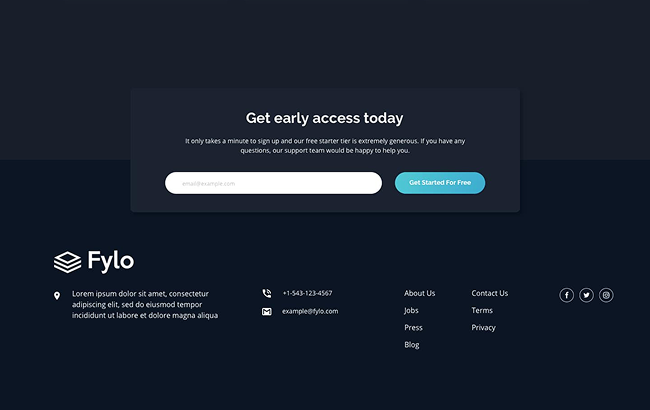 Get early access today
It only takes a minute to sign up and our free starter tier is extremely generous. If you have any
questions, our support team would be happy to help you.
email@example.com
Get Started For Free
Fylo
Lorem ipsum dolor sit amet, consectetur
adipiscing elit, sed do eiusmod tempor
incididunt ut labore et dolore magna aliqua
+1-543-123-4567
example@fylo.com
About Us
Jobs
Press
Blog
Contact Us
Terms
Privacy